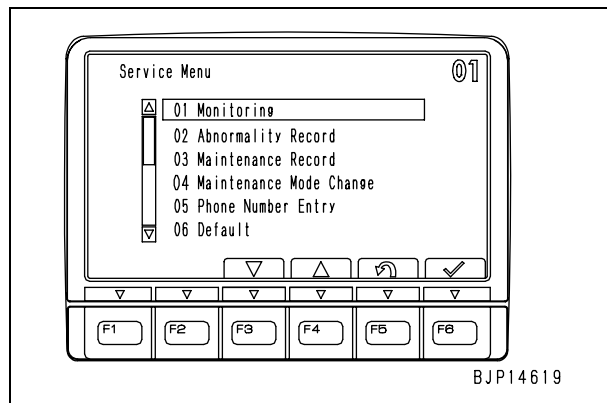 Service Menu 01
01 Monitoring
02 Abnormality Record
03 Maintenance Record
04 Maintenance Mode Change
05 Phone Number Entry
06 Default
F1 F2 F3 F4 F5 F6
BJP14619